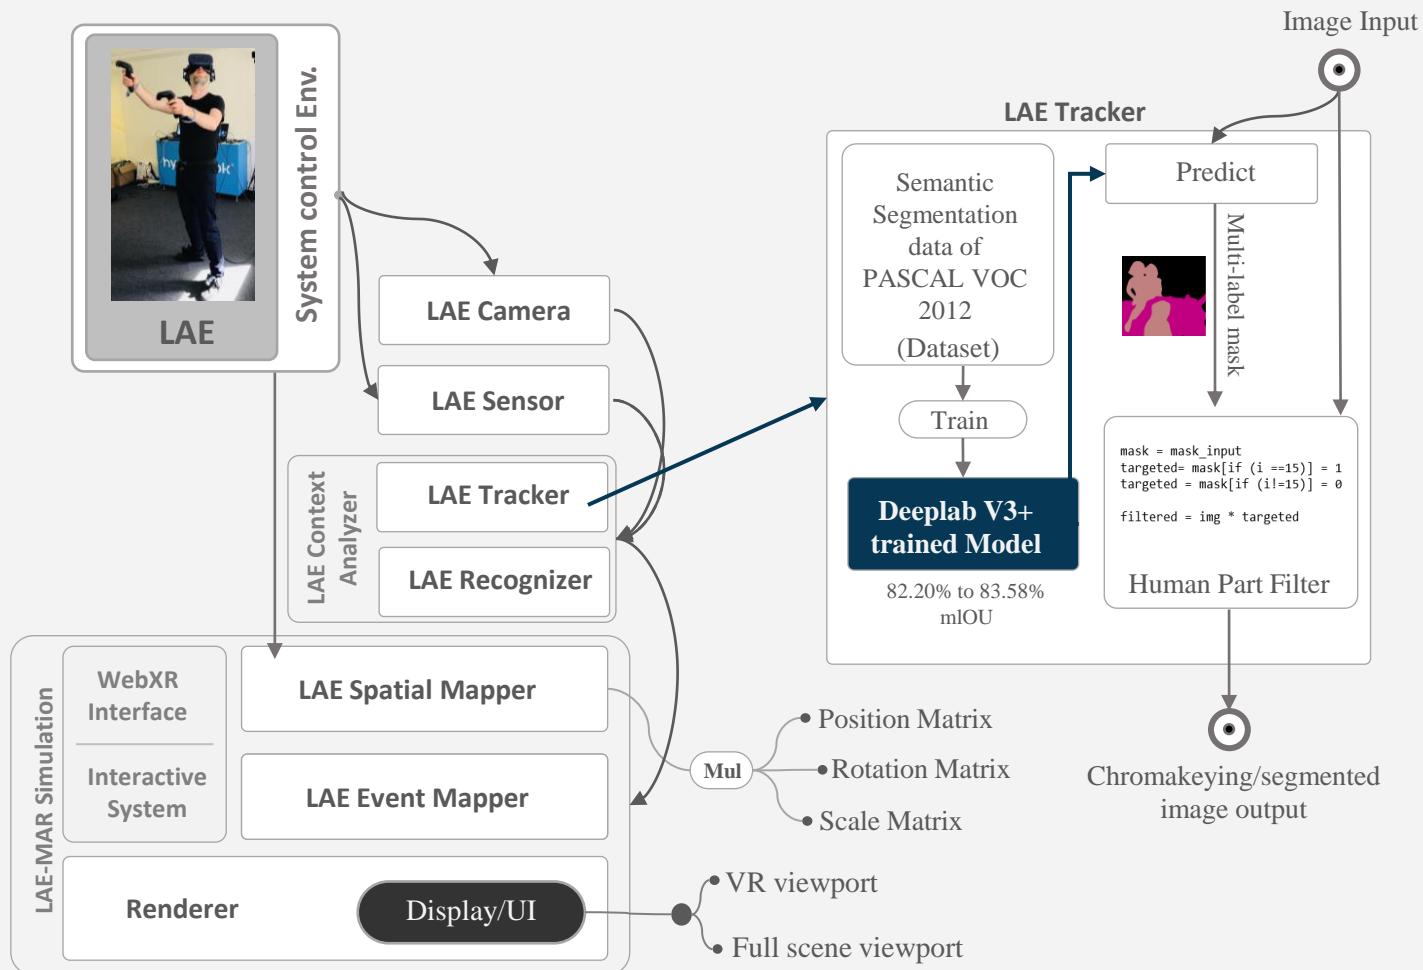 Image Input
System control Env.
LAE
LAE Camera
LAE Sensor
LAE Context
Analyzer
LAE Tracker
LAE Recognizer
LAE-MAR Simulation
WebXR
Interface
Interactive
System
LAE Spatial Mapper
LAE Event Mapper
Renderer
Display/UI
Mul
Position Matrix
Rotation Matrix
Scale Matrix
VR viewport
Full scene viewport
LAE Tracker
Semantic
Segmentation
data of
PASCAL VOC
2012
(Dataset)
Train
Deeplab V3+
trained Model
82.20% to 83.58%
mIOU
Predict
Multi-label mask
mask = mask_input
targeted= mask[if (i ==15)] = 1
targeted = mask[if (i!=15)] = 0
filtered = img * targeted
Human Part Filter
Chromakeying/segmented
image output